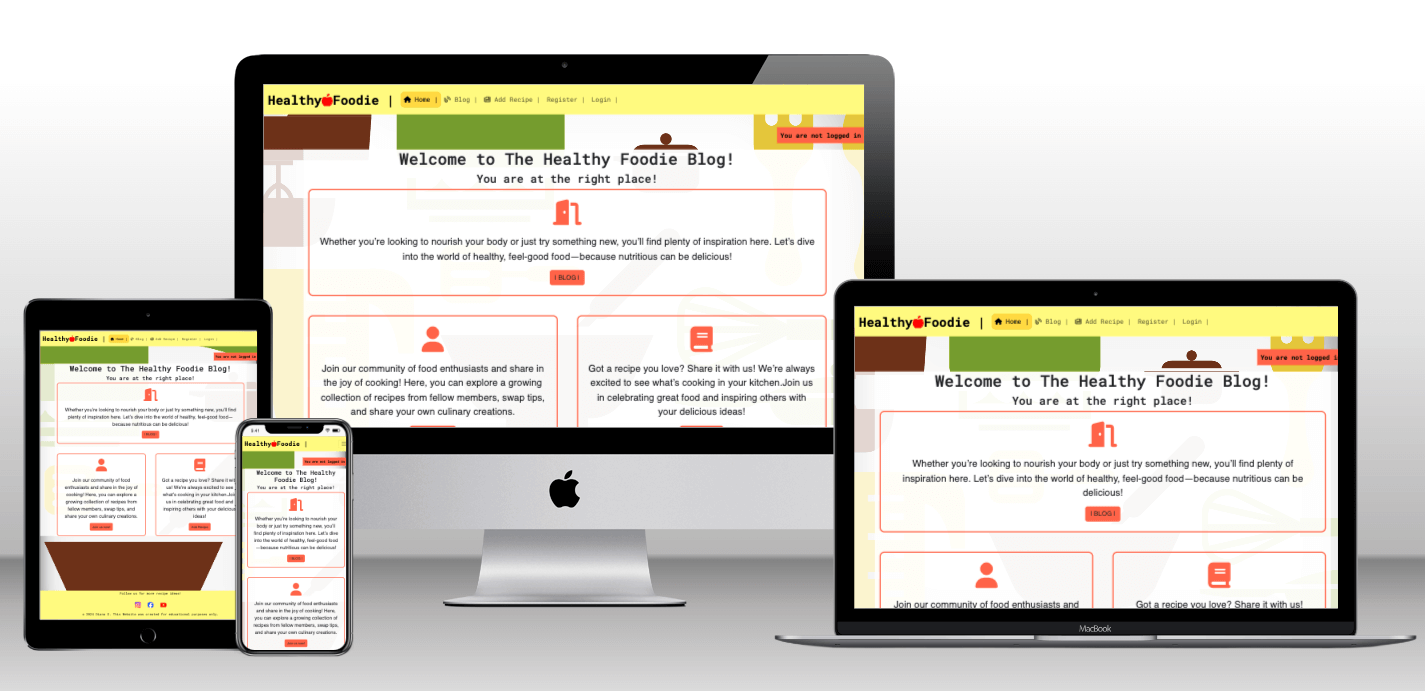 Healthy Foodie | Home | Blog | Add Recipe | Register | Login |
You are not logged in
Welcome to The Healthy Foodie Blog!
You are at the right place!
Whether you're looking to nourish your body or just try something new, you'll find plenty of inspiration here. Let's dive
into the world of healthy, feel-good food—because nutritious can be delicious!
| BLOG |
Join our community of food enthusiasts and share in
the joy of cooking! Here, you can explore a growing
collection of recipes from fellow members, swap tips,
and share your own culinary creations.
Got a recipe you love? Share it with us! We're always
excited to see what's cooking in your kitchen.Join us
in celebrating great food and inspiring others with
your delicious ideas!
Healthy Foodie | Home | Blog | Add Recipe | Register | Login |
You are not logged in
Welcome to The Healthy Foodie Blog!
You are at the right place!
Whether you're looking to nourish your body or just try something new, you'll find
plenty of inspiration here. Let's dive into the world of healthy, feel-good food—
because nutritious can be delicious!
| BLOG |
Join our community of food
enthusiasts and share in the joy of
cooking! Here, you can explore a
growing collection of recipes from
fellow members, swap tips, and
share your own culinary creations.
Got a recipe you love? Share it with
us! We're always excited to see
what's cooking in your kitchen.Join
us in celebrating great food and
inspiring others with your delicious
ideas!
Add Recipe
Follow us for more recipe ideas!
This Website was created for educational purposes only.
9:41
Healthy Foodie |
You are not logged in
Welcome to The Healthy
Foodie Blog!
You are at the right place!
Whether you're looking to nourish your
body or just try something new, you'll
find plenty of inspiration here. Let's dive
into the world of healthy, feel-good food
—because nutritious can be delicious!
| BLOG |
Join our community of food enthusiasts
and share in the joy of cooking! Here,
you can explore a growing collection of
recipes from fellow members, swap tips,
and share your own culinary creations.
Healthy Foodie | Home | Blog | Add Recipe | Register | Login |
You are not logged i
Welcome to The Healthy Foodie Blog!
You are at the right place!
Whether you're looking to nourish your body or just try something new, you'll find plenty of
inspiration here. Let's dive into the world of healthy, feel-good food—because nutritious can be
delicious!
| BLOG |
Join our community of food enthusiasts and
Got a recipe you love? Share it with us!
MacBook